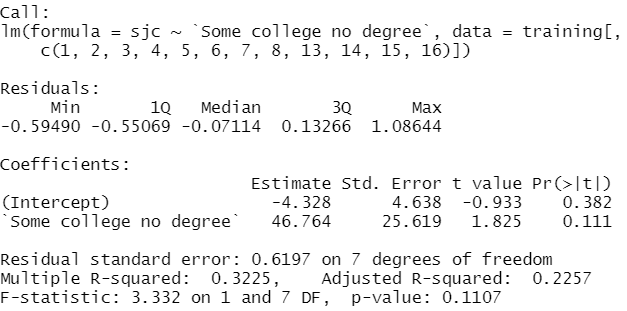 Call:
lm(formula = sjc ~ `Some college no degree`, data = training[,
    c(1, 2, 3, 4, 5, 6, 7, 8, 13, 14, 15, 16)])

Residuals:
     Min       1Q   Median       3Q      Max
-0.59490 -0.55069 -0.07114  0.13266  1.08644

Coefficients:
                         Estimate Std. Error t value Pr(>|t|)
(Intercept)                -4.328      4.638  -0.933    0.382
`Some college no degree`   46.764     25.619   1.825    0.111

Residual standard error: 0.6197 on 7 degrees of freedom
Multiple R-squared:  0.3225,    Adjusted R-squared:  0.2257
F-statistic: 3.332 on 1 and 7 DF,  p-value: 0.1107